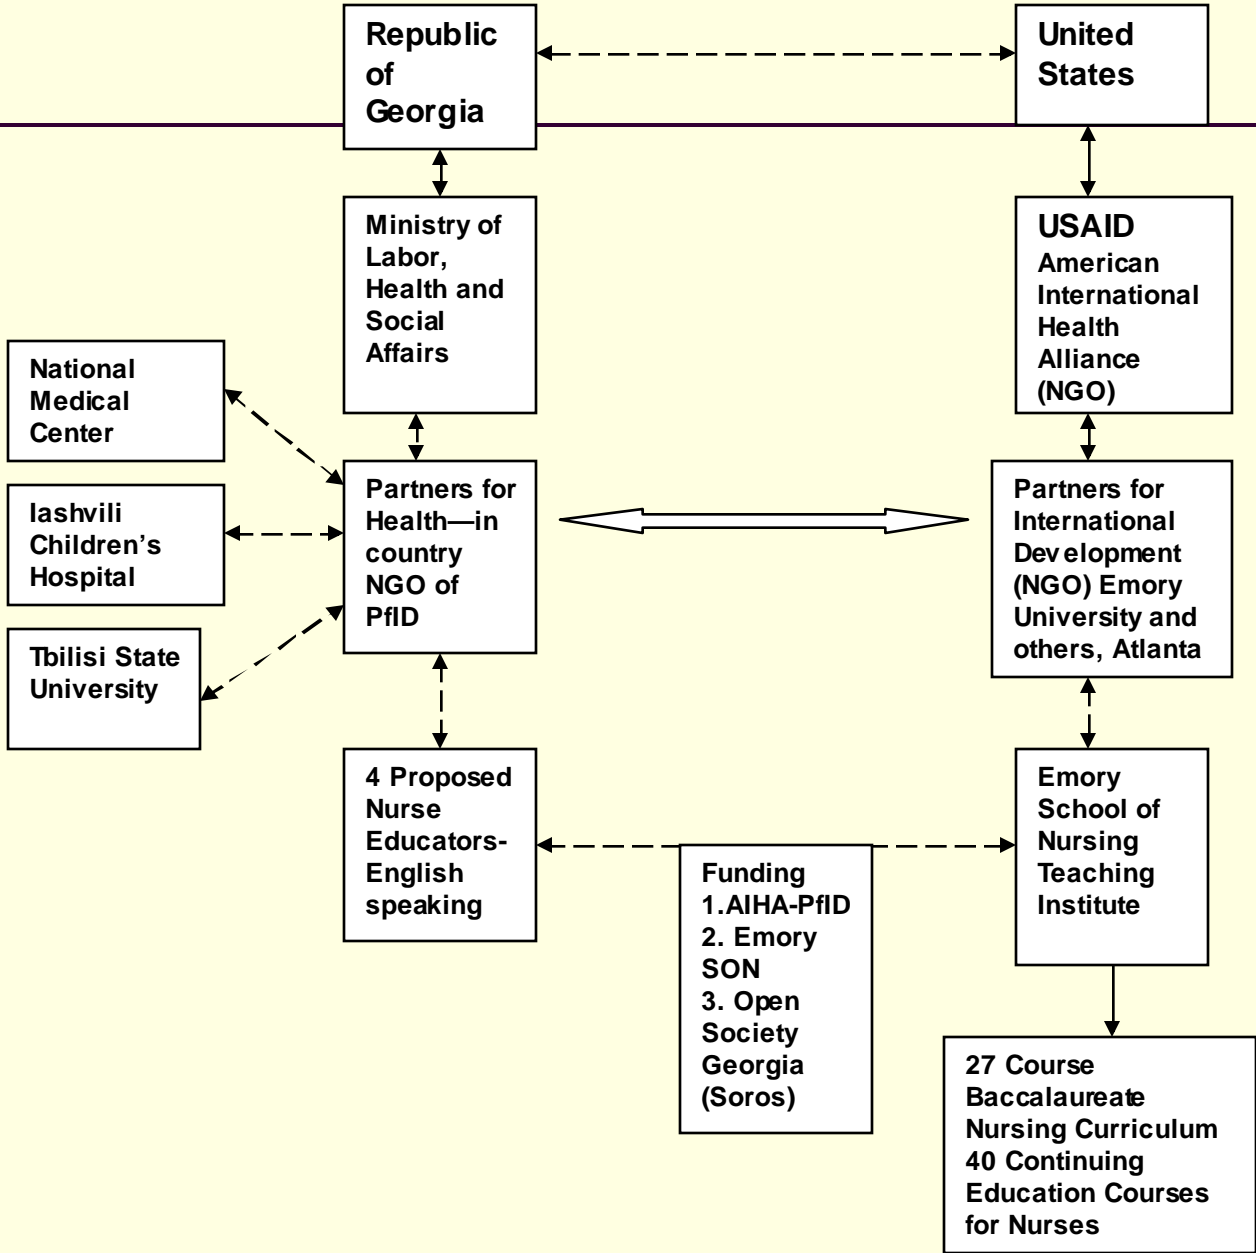 Republic
of
Georgia
United
States
Ministry of
Labor,
Health and
Social
Affairs
USAID
American
International
Health
Alliance
(NGO)
National
Medical
Center
Iashvili
Children’s
Hospital
Tbilisi State
University
Partners for
Health—in
country
NGO of
PfID
Partners for
International
Development
(NGO) Emory
University and
others, Atlanta
4 Proposed
Nurse
Educators-
English
speaking
Funding
1.AIHA-PfID
2. Emory
SON
3. Open
Society
Georgia
(Soros)
Emory
School of
Nursing
Teaching
Institute
27 Course
Baccalaureate
Nursing Curriculum
40 Continuing
Education Courses
for Nurses